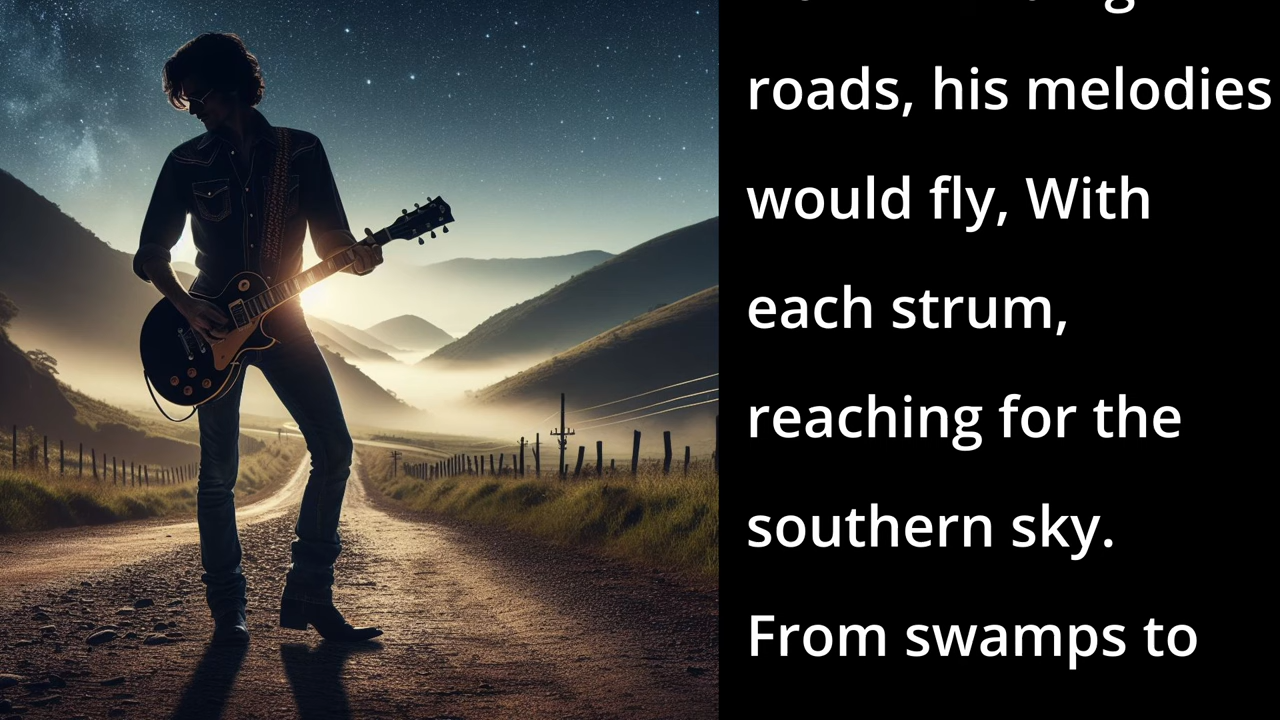 roads, his melodies
would fly, With
each strum,
reaching for the
southern sky.
From swamps to